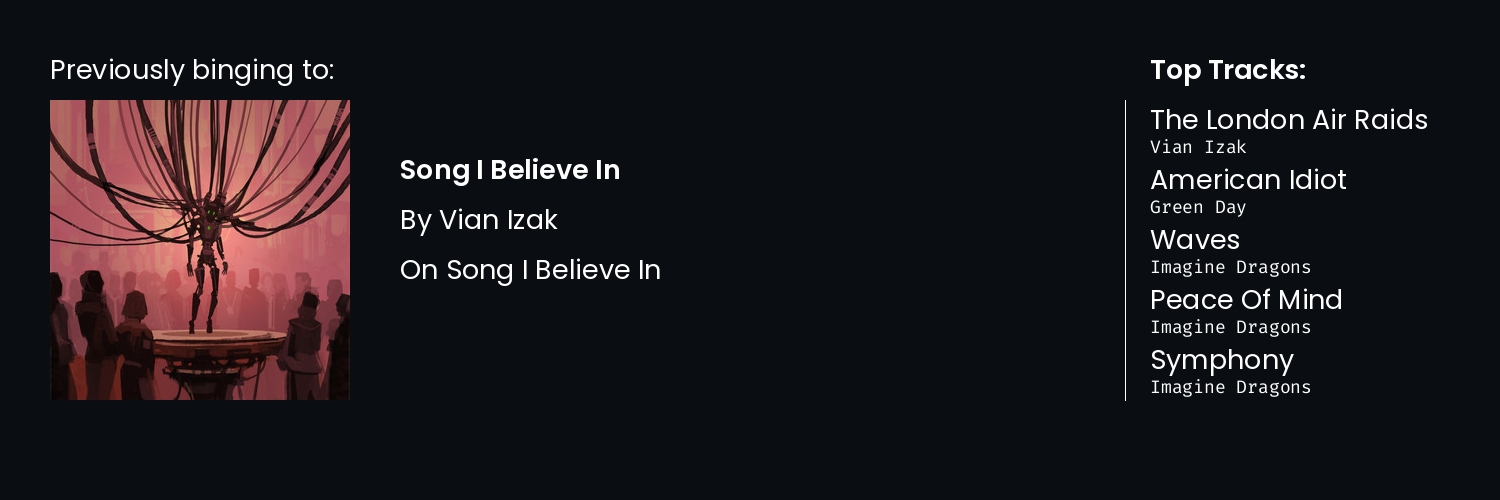 Previously binging to:
Song I Believe In
By Vian Izak
On Song I Believe In
Top Tracks:
The London Air Raids
Vian Izak
American Idiot
Green Day
Waves
Imagine Dragons
Peace Of Mind
Imagine Dragons
Symphony
Imagine Dragons